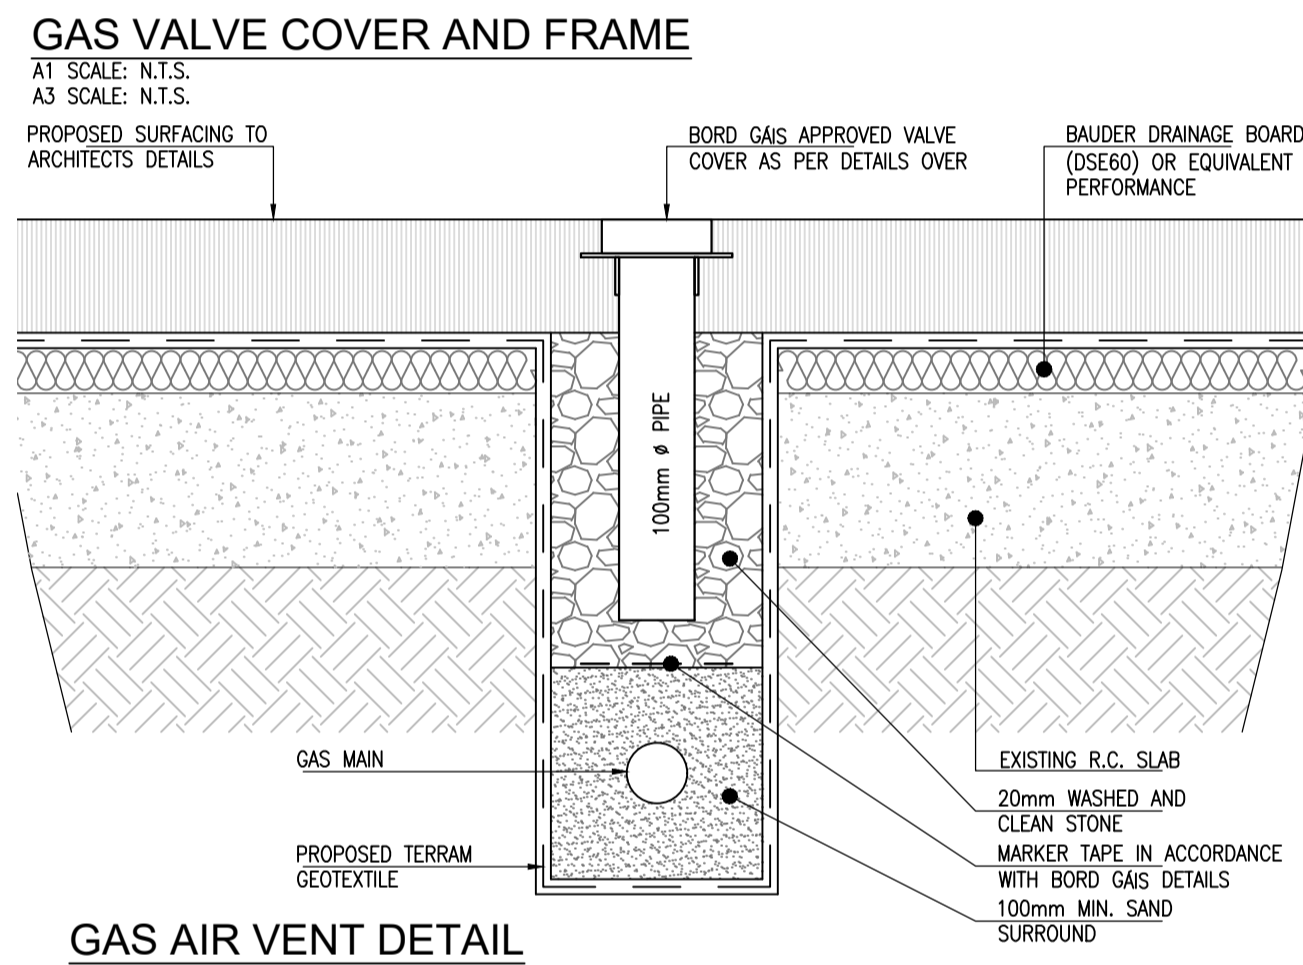 GAS VALVE COVER AND FRAME
A1 SCALE: N.T.S.
A3 SCALE: N.T.S.
PROPOSED SURFACING TO
ARCHITECTS DETAILS
BORD GÁIS APPROVED VALVE
COVER AS PER DETAILS OVER
BAUDER DRAINAGE BOARD
(DSE60) OR EQUIVALENT
PERFORMANCE
100mm ø PIPE
GAS MAIN
PROPOSED TERRAM
GEOTEXTILE
EXISTING R.C. SLAB
20mm WASHED AND
CLEAN STONE
MARKER TAPE IN ACCORDANCE
WITH BORD GÁIS DETAILS
100mm MIN. SAND
SURROUND
GAS AIR VENT DETAIL